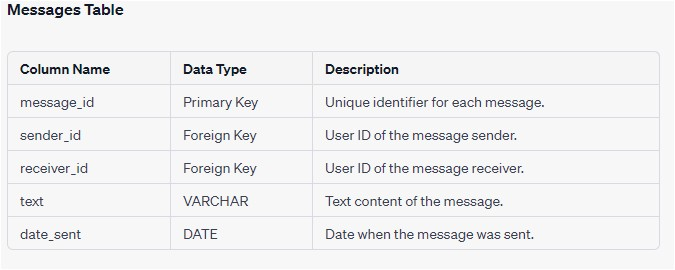 Messages Table
Column Name Data Type Description
message_id Primary Key Unique identifier for each message.
sender_id Foreign Key User ID of the message sender.
receiver_id Foreign Key User ID of the message receiver.
text VARCHAR Text content of the message.
date_sent DATE Date when the message was sent.